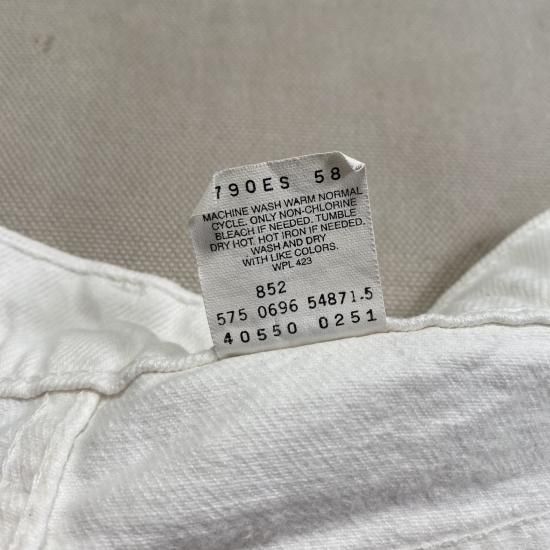 790ES 58
MACHINE WASH WARM NORMAL
CYCLE. ONLY NON-CHLORINE
BLEACH IF NEEDED. TUMBLE
DRY HOT. HOT IRON IF NEEDED.
WASH AND DRY
WITH LIKE COLORS.
WPL 423
852
575 0696 54871.5
40550 0251